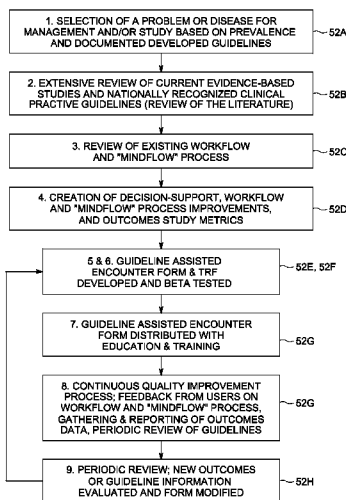 1. SELECTION OF A PROBLEM OR DISEASE FOR
MANAGEMENT AND/OR STUDY BASED ON PREVALENCE
AND DOCUMENTED DEVELOPED GUIDELINES
52A
2. EXTENSIVE REVIEW OF CURRENT EVIDENCE-BASED
STUDIES AND NATIONALLY RECOGNIZED CLINICAL
PRACTIVE GUIDELINES (REVIEW OF THE LITERATURE)
52B
3. REVIEW OF EXISTING WORKFLOW
AND "MINDFLOW" PROCESS
52C
4. CREATION OF DECISION-SUPPORT, WORKFLOW
AND "MINDFLOW" PROCESS IMPROVEMENTS,
AND OUTCOMES STUDY METRICS
52D
5 & 6. GUIDELINE ASSISTED
ENCOUNTER FORM & TRF
DEVELOPED AND BETA TESTED
52E, 52F
7. GUIDELINE ASSISTED ENCOUNTER
FORM DISTRIBUTED WITH
EDUCATION & TRAINING
52G
8. CONTINUOUS QUALITY IMPROVEMENT
PROCESS; FEEDBACK FROM USERS ON
WORKFLOW AND "MINDFLOW" PROCESS,
GATHERING & REPORTING OF OUTCOMES
DATA, PERIODIC REVIEW OF GUIDELINES
52G
9. PERIODIC REVIEW; NEW OUTCOMES
OR GUIDELINE INFORMATION
EVALUATED AND FORM MODIFIED
52H